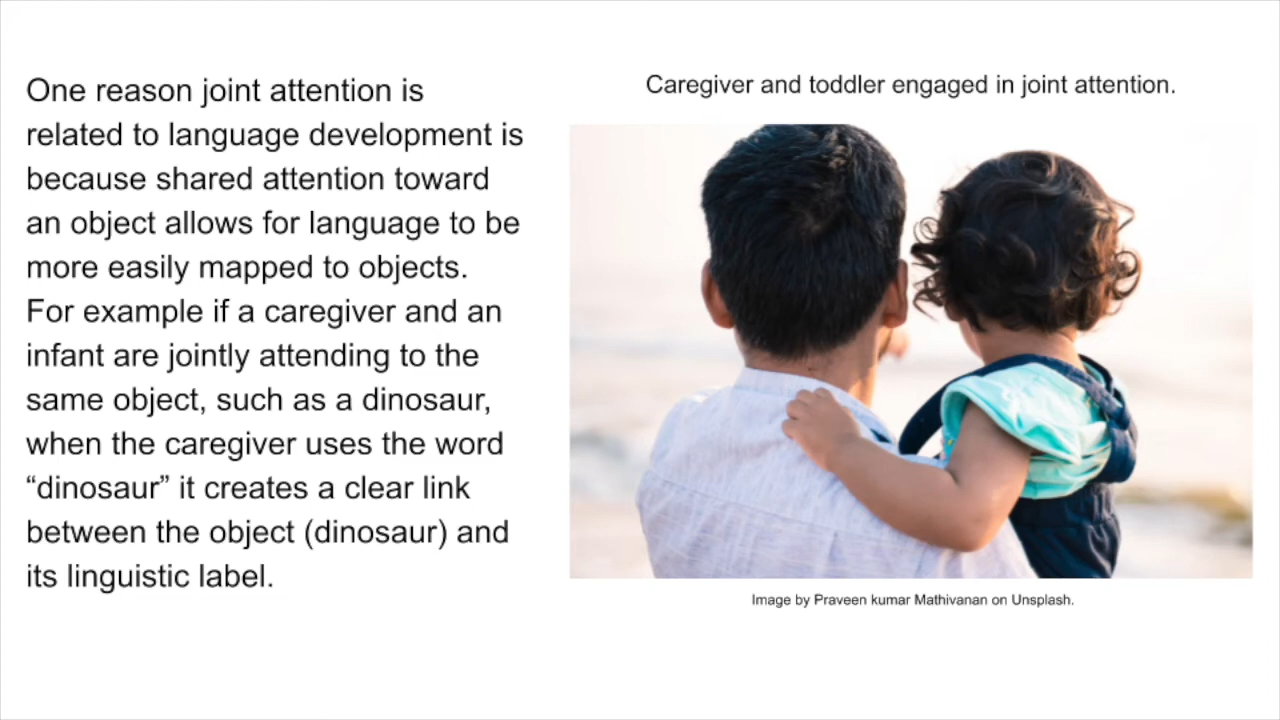 One reason joint attention is
related to language development is
because shared attention toward
an object allows for language to be
more easily mapped to objects.
For example if a caregiver and an
infant are jointly attending to the
same object, such as a dinosaur,
when the caregiver uses the word
“dinosaur” it creates a clear link
between the object (dinosaur) and
its linguistic label.
Caregiver and toddler engaged in joint attention.
Image by Praveen kumar Mathivanan on Unsplash.